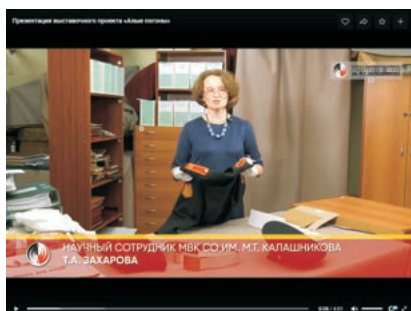 Презентация выставочного проекта «Алые погоны»
НАУЧНЫЙ СОТРУДНИК МВК СО ИМ. М.Т. КАЛАШНИКОВА
Т.А. ЗАХАРОВА